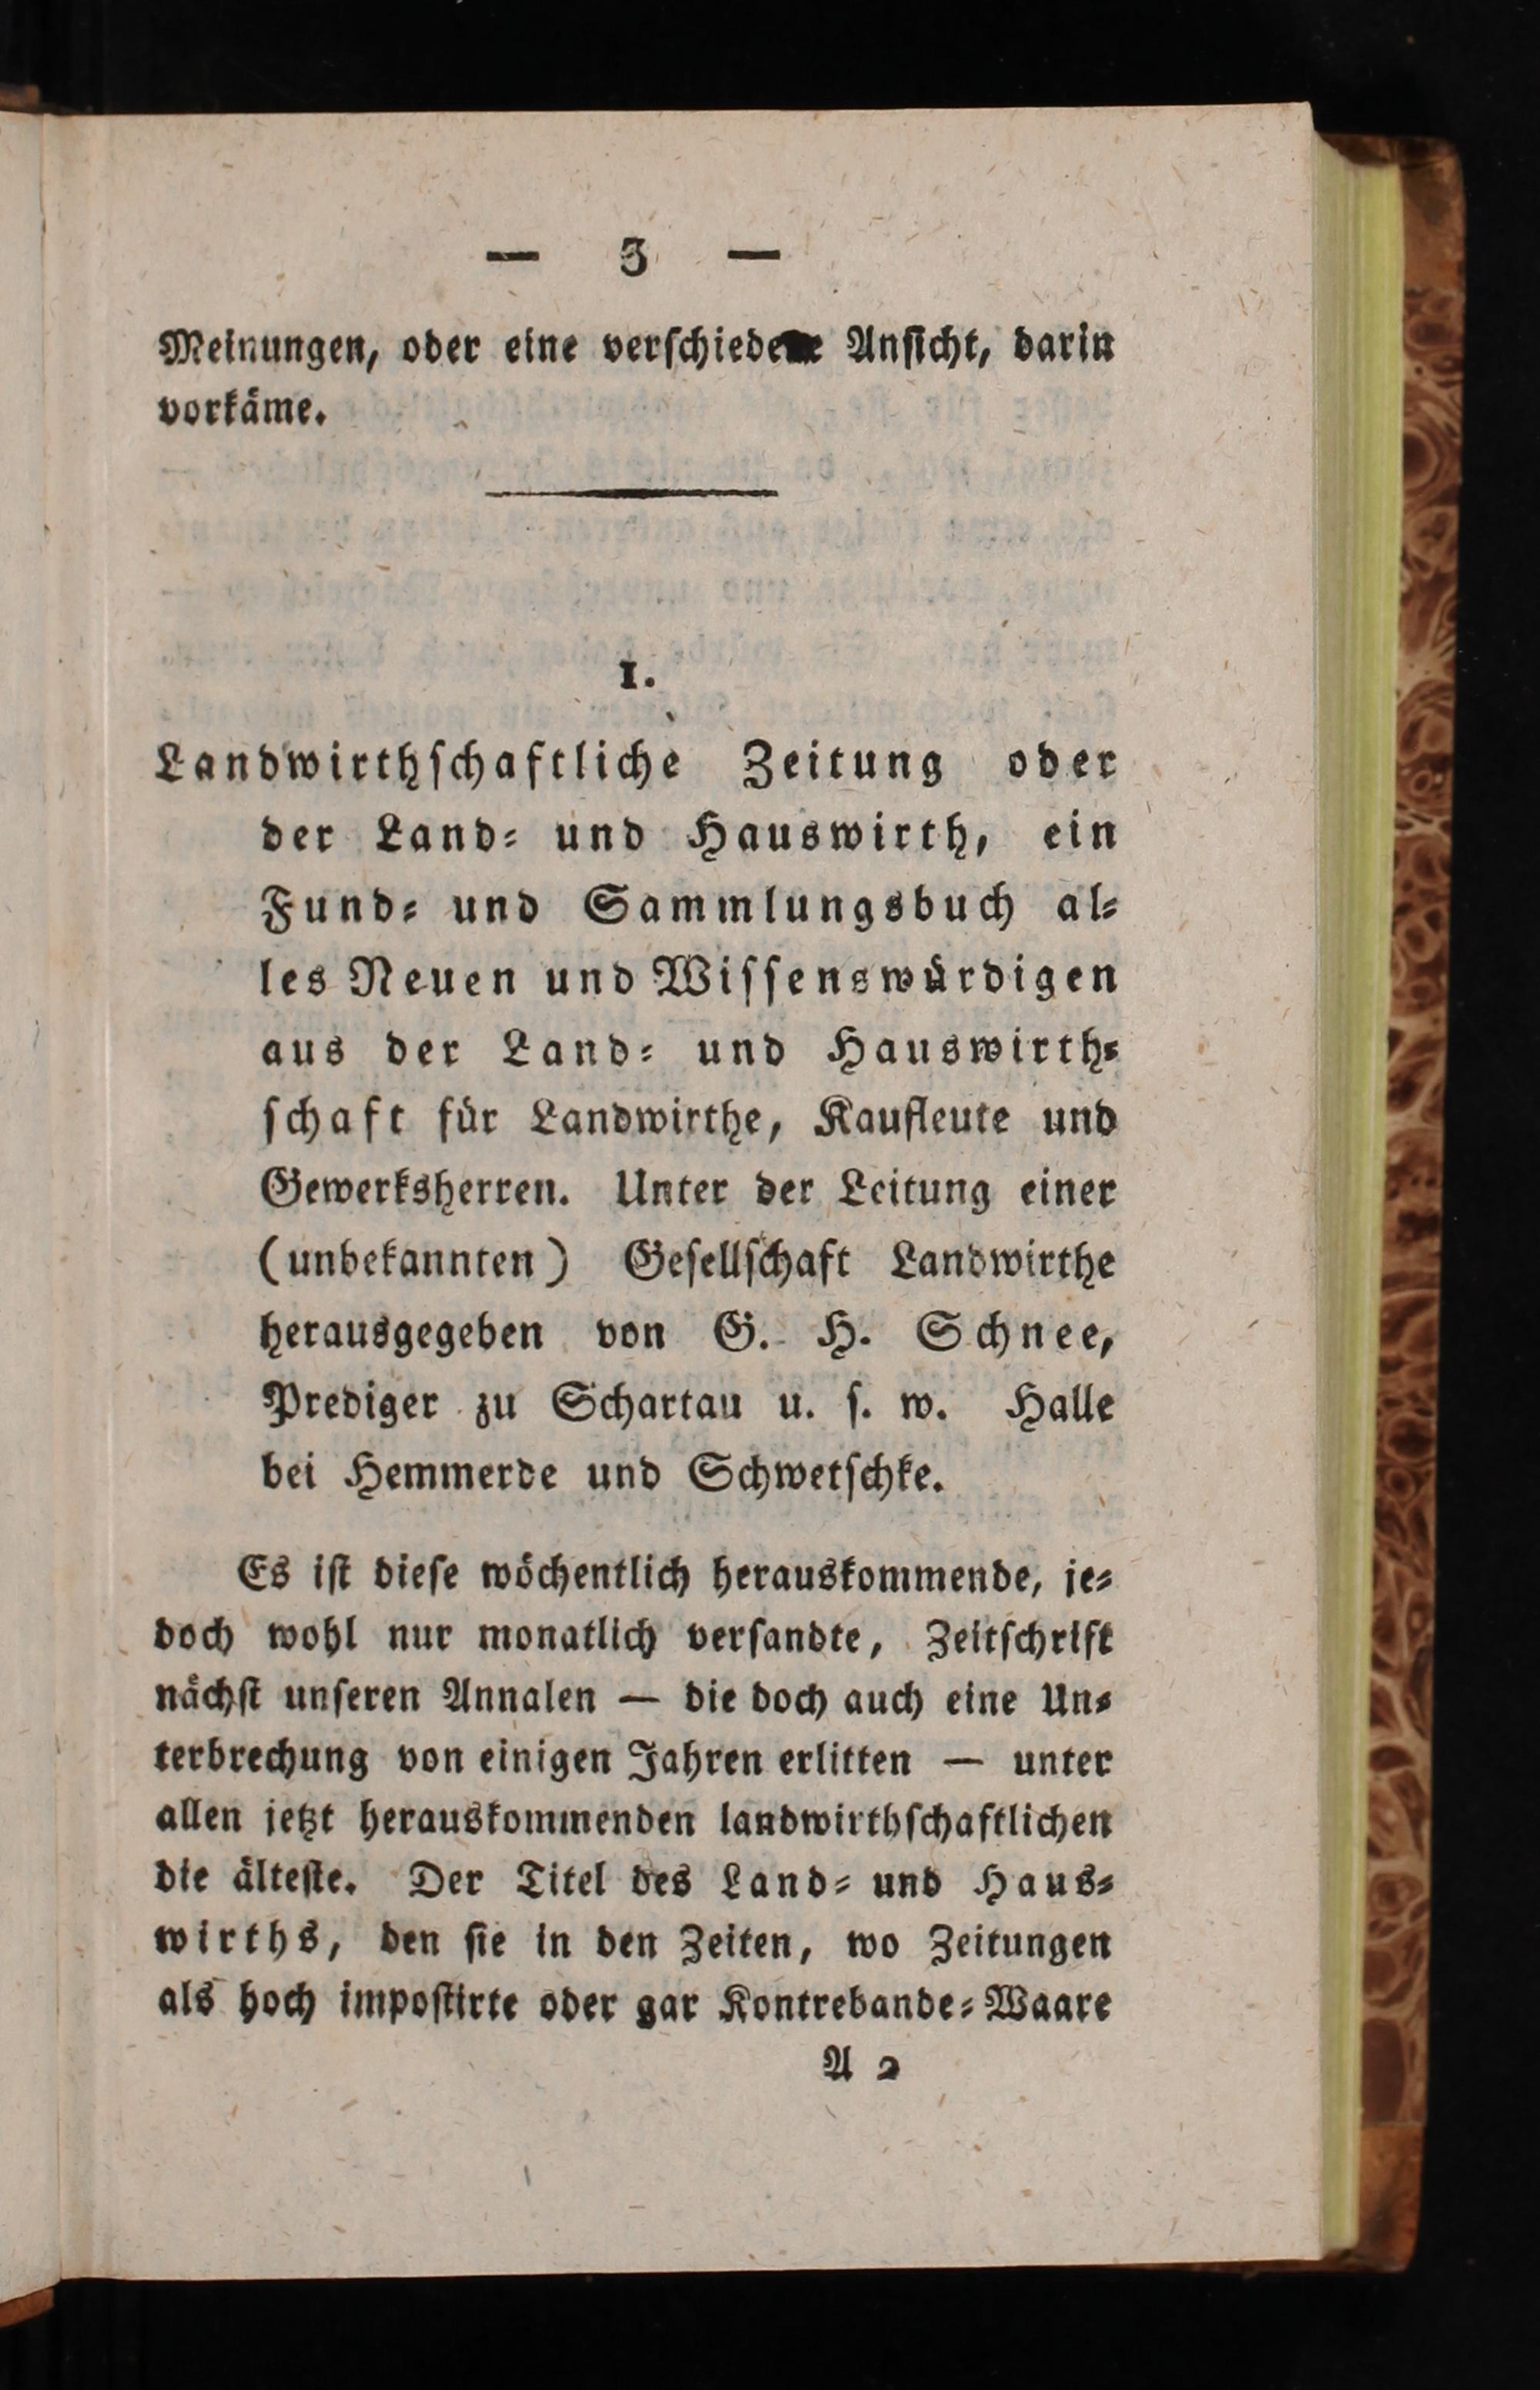 — 3 —
Meinungen, oder eine verſchiedene Anſicht, darin
vorkäme.
1.
Landwirthſchaftliche Zeitung oder
der Land⸗ und Hauswirth, ein
Fund⸗ und Sammlungsbuch al⸗
les Neuen und Wiſſenswürdigen
aus der Land⸗ und Hauswirth⸗
ſchaft für Landwirthe, Kaufleute und
Gewerksherren. Unter der Leitung einer
(unbekannten) Geſellſchaft Landwirthe
herausgegeben von G. H. Schnee,
Prediger zu Schartau u. ſ. w. Halle
bei Hemmerde und Schwetſchke.
Es iſt dieſe wöchentlich herauskommende, je⸗
doch wohl nur monatlich verſandte, Zeitſchrift
nächſt unſeren Annalen — die doch auch eine Un⸗
terbrechung von einigen Jahren erlitten — unter
allen jetzt herauskommenden landwirthſchaftlichen
die älteſte. Der Titel des Land⸗ und Haus⸗
wirths, den ſie in den Zeiten, wo Zeitungen
als hoch impoſtirte oder gar Kontrebande⸗Waare
A 2